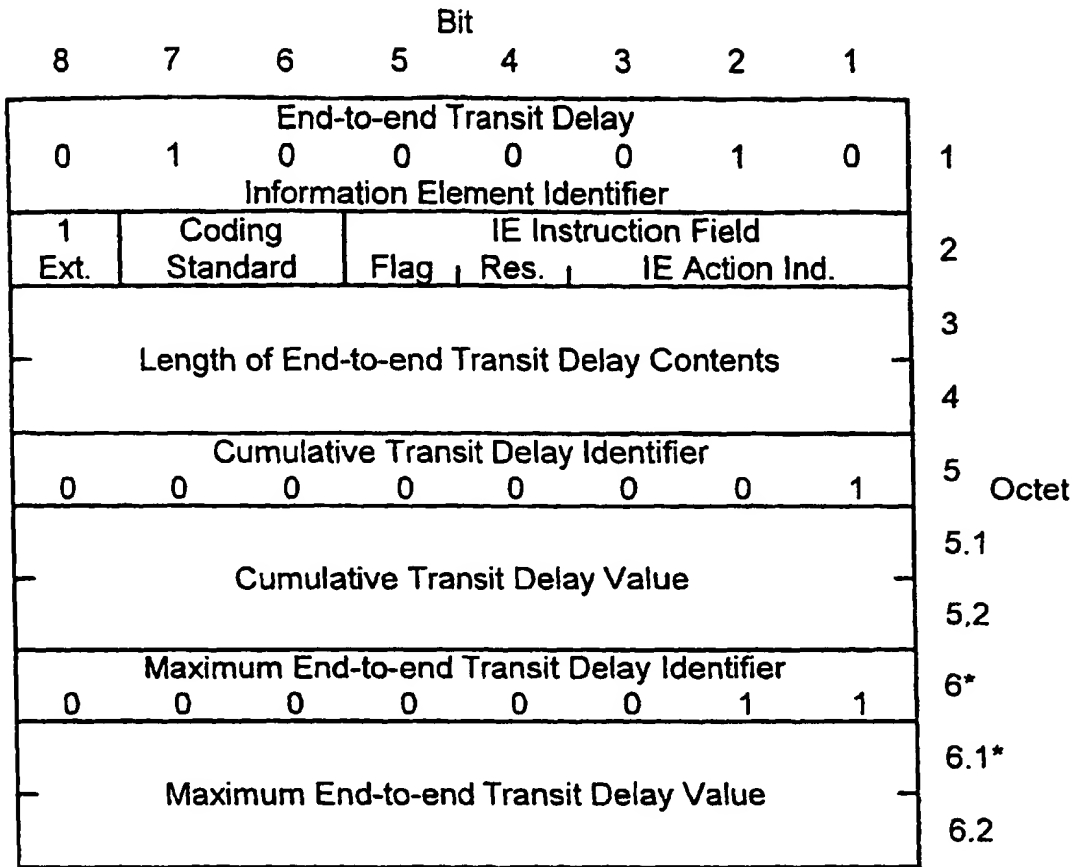 Bit
8 7 6 5 4 3 2 1
End-to-end Transit Delay
0 1 0 0 0 0 1 0 1
Information Element Identifier
1 Coding IE Instruction Field
2
Ext. Standard Flag Res. IE Action Ind.
3
Length of End-to-end Transit Delay Contents
4
Cumulative Transit Delay Identifier
5
0 0 0 0 0 0 0 1
Octet
5.1
Cumulative Transit Delay Value
5,2
Maximum End-to-end Transit Delay Identifier
6*
0 0 0 0 0 0 1 1
6.1*
Maximum End-to-end Transit Delay Value
6.2